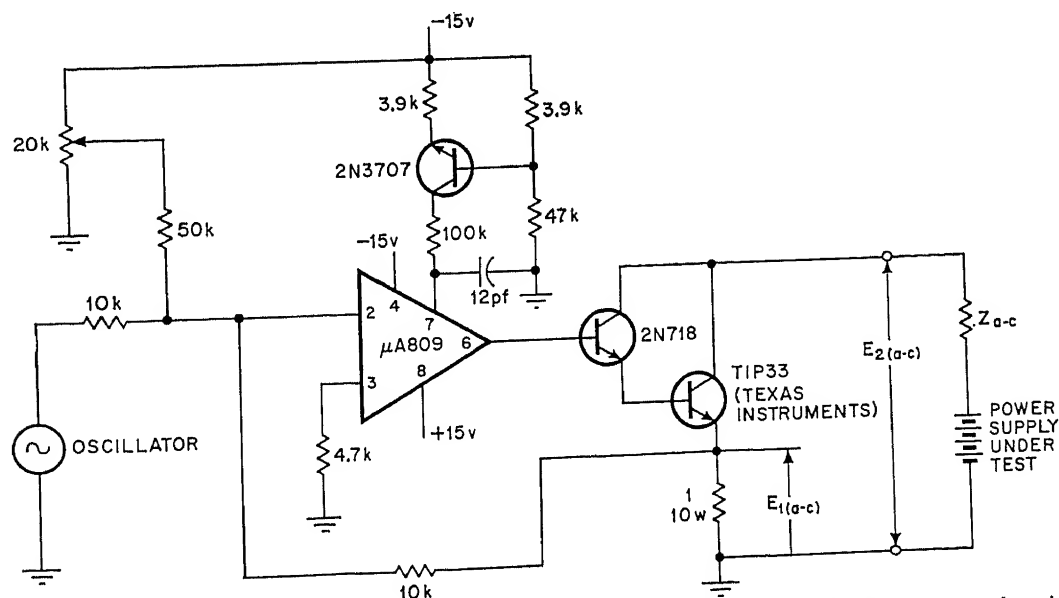 -15v
3.9k
3.9k
20k
2N3707
50k
100k
47k
-15v
12pf
10k
2
4
7
μA809
6
3
8
2N718
+15v
4.7k
OSCILLATOR
TIP33
(TEXAS
INSTRUMENTS)
E2(a-c)
Za-c
POWER
SUPPLY
UNDER
TEST
1
10w
E1(a-c)
10k